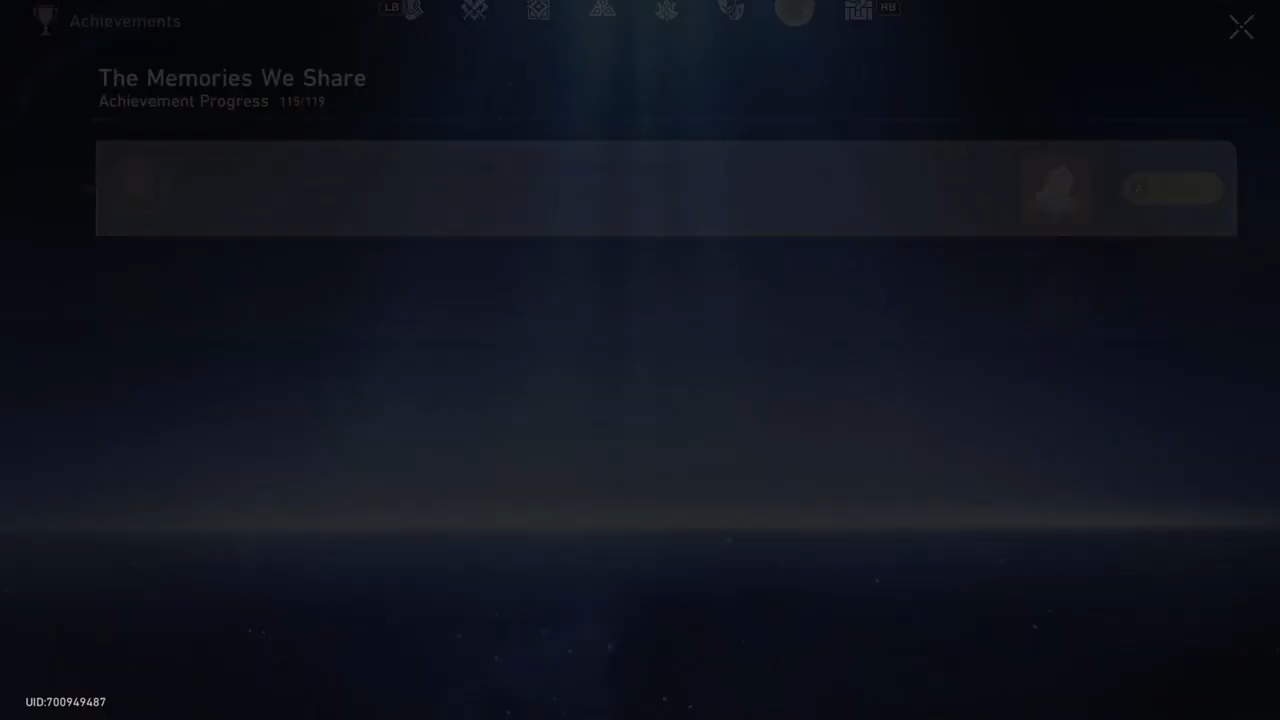 Achievements
LB
RB
The Memories We Share
Achievement Progress 115/119
A
UID:700949487